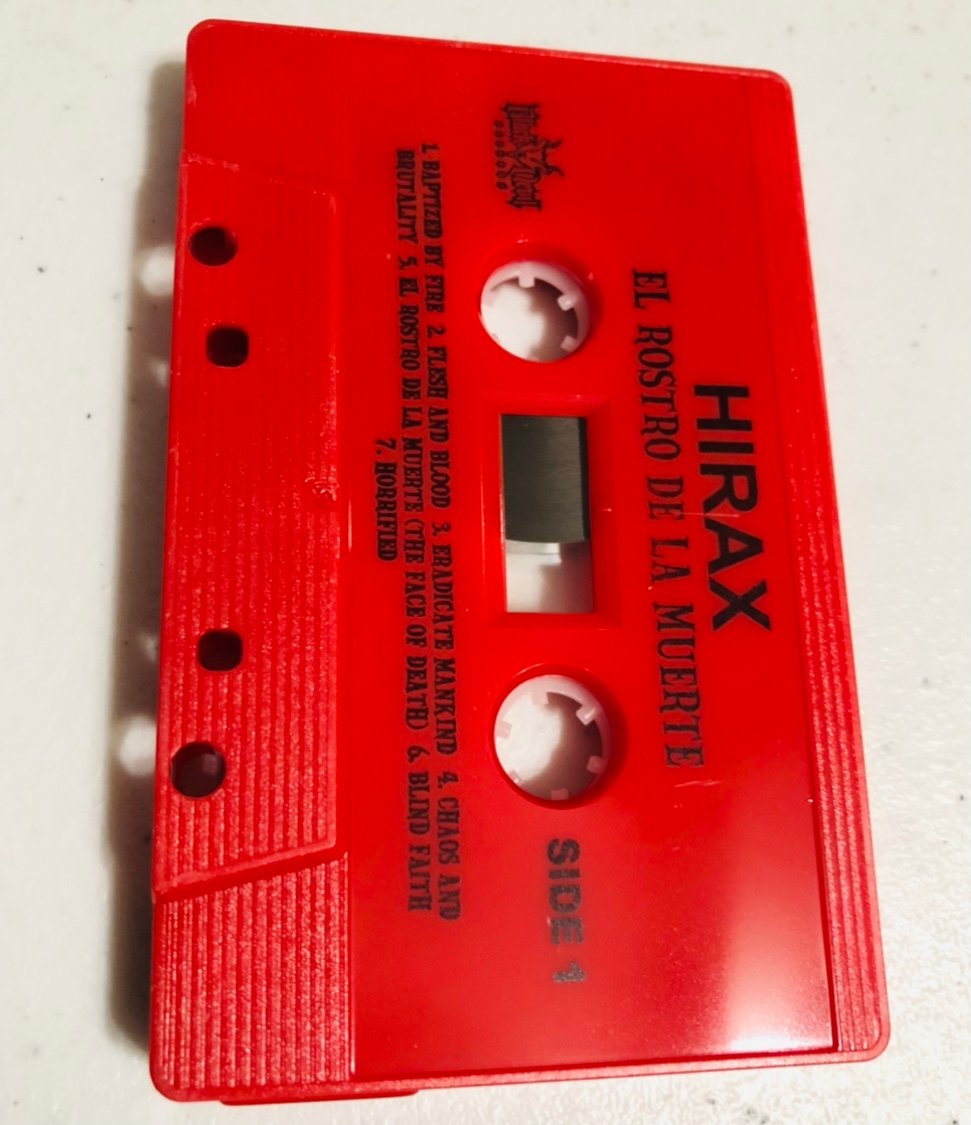 HIRAX
EL ROSTRO DE LA MUERTE
SIDE 1
1. BAPTIZED BY FIRE 2. FLESH AND BLOOD 3. ERADICATE MANKIND 4. CHAOS AND
BRUTALITY 5. EL ROSTRO DE LA MUERTE (THE FACE OF DEATH) 6. BLIND FAITH
7. HORRIFIED